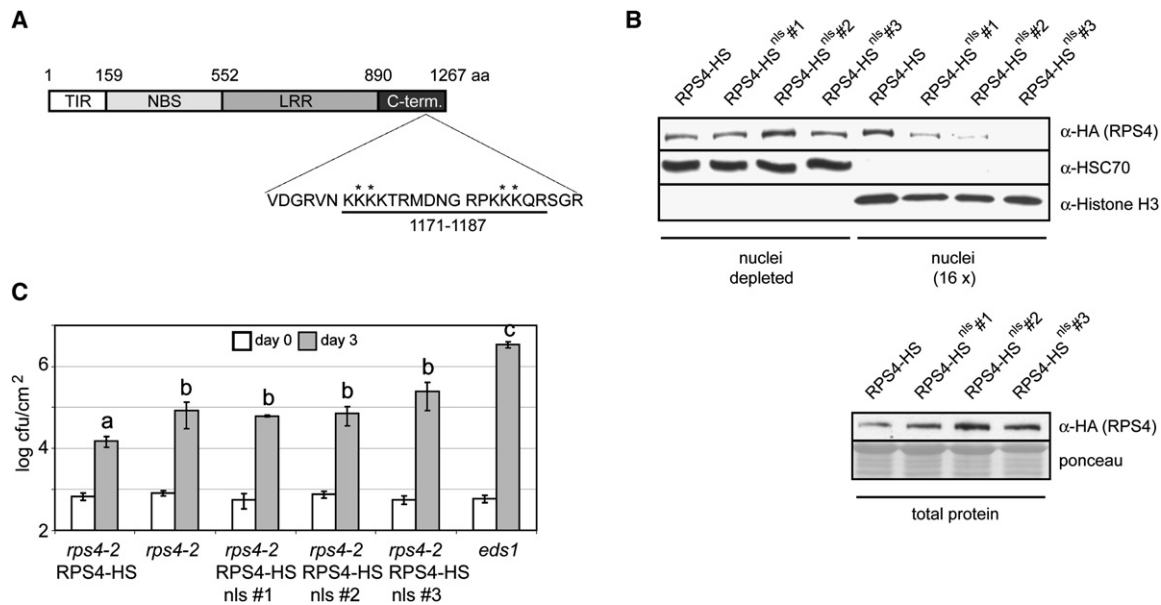 A
1 159 552 890 1267 aa
TIR NBS LRR C-term.
* * * *
VDGRVN KKKKTRMDNG RPKKKQRSGR
1171-1187
B
RPS4-HS
RPS4-HS nls #1
RPS4-HS nls #2
RPS4-HS nls #3
RPS4-HS
RPS4-HS nls #1
RPS4-HS nls #2
RPS4-HS nls #3
α-HA (RPS4)
α-HSC70
α-Histone H3
nuclei
depleted
nuclei
(16 x)
RPS4-HS
RPS4-HS nls #1
RPS4-HS nls #2
RPS4-HS nls #3
α-HA (RPS4)
ponceau
total protein
C
day 0 day 3
log cfu/cm2
6
4
2
a
b
b
b
b
c
rps4-2
RPS4-HS
rps4-2
rps4-2
RPS4-HS
nls #1
rps4-2
RPS4-HS
nls #2
rps4-2
RPS4-HS
nls #3
eds1